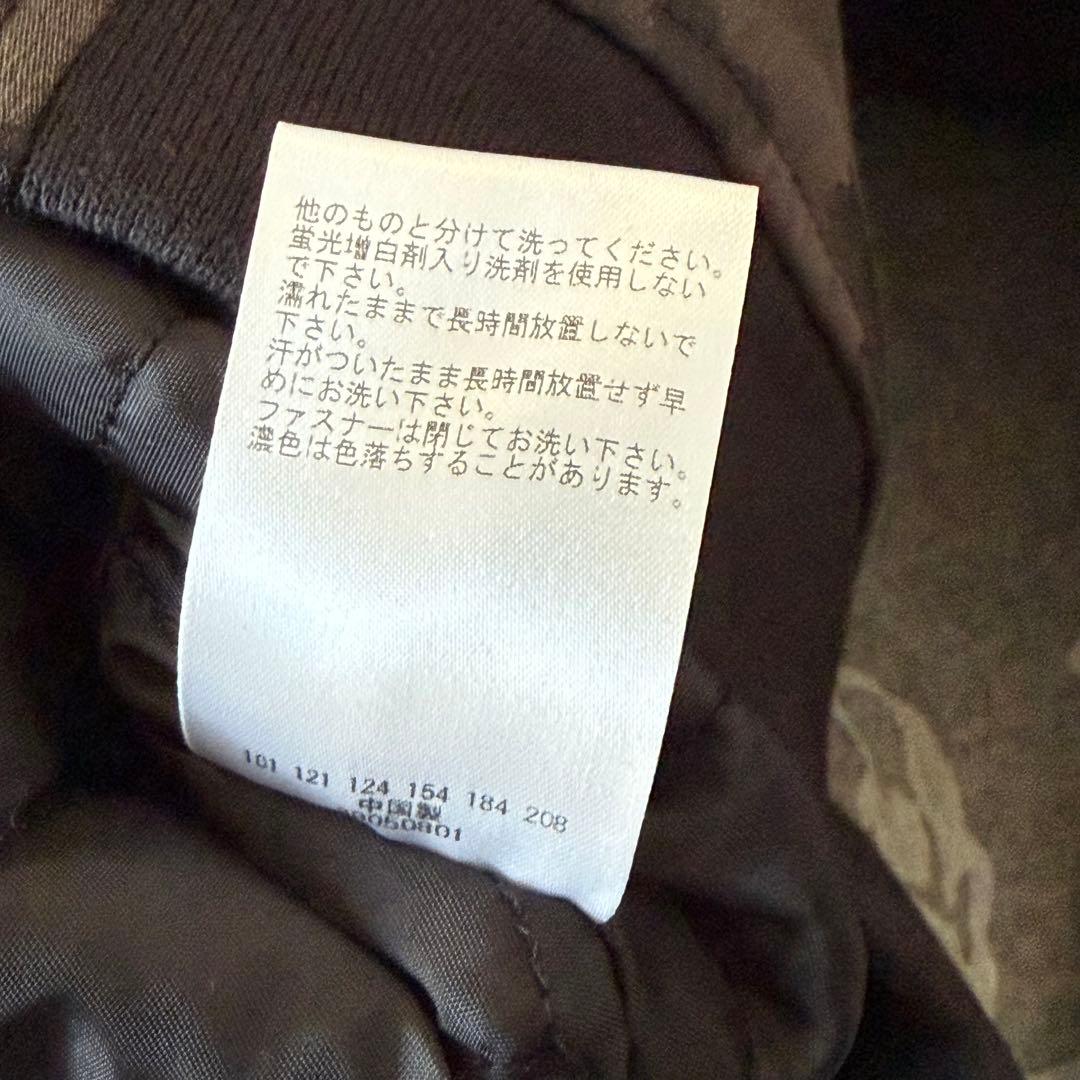 他のものと分けて洗ってください。
蛍光増白剤入り洗剤を使用しない
で下さい。
濡れたままで長時間放置しないで
下さい。
汗がついたまま長時間放置せず早
めにお洗い下さい。
ファスナーは閉じてお洗い下さい。
濃色は色落ちすることがあります。
101 121 124 154 184 208
中国製